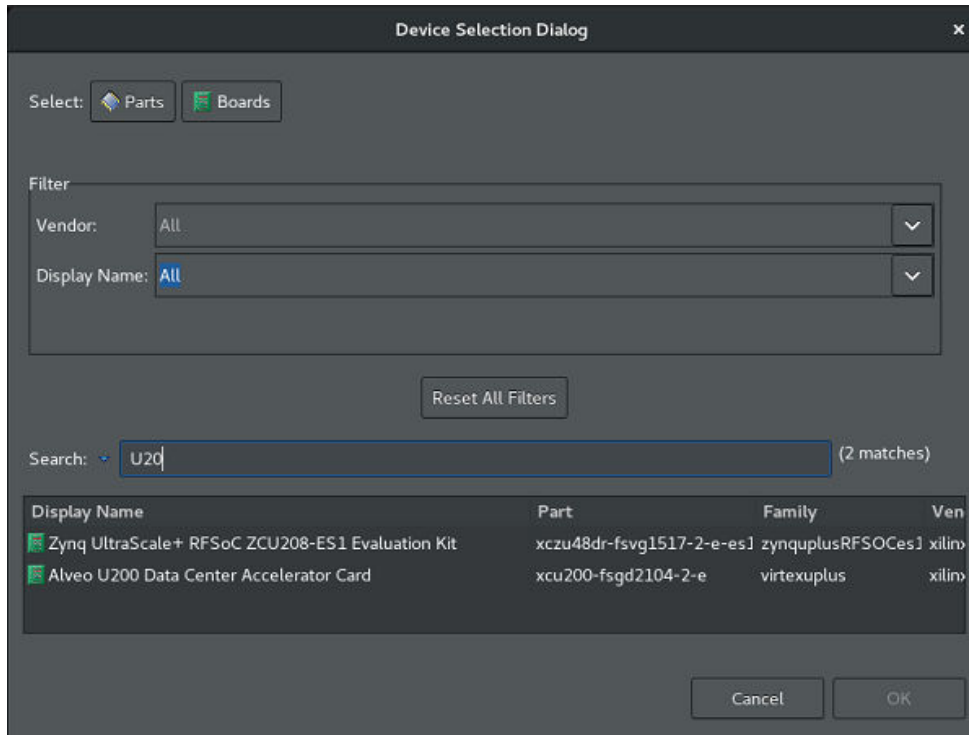 Device Selection Dialog
Select: Parts Boards
Filter
Vendor: All
Display Name: All
Reset All Filters
Search: U20 (2 matches)
Display Name Part Family Ven
Zynq UltraScale+ RFSoC ZCU208-ES1 Evaluation Kit xczu48dr-fsvg1517-2-e-es1 zynquplusRFSOCes1 xilinx
Alveo U200 Data Center Accelerator Card xcu200-fsgd2104-2-e virtexuplus xilinx
Cancel OK